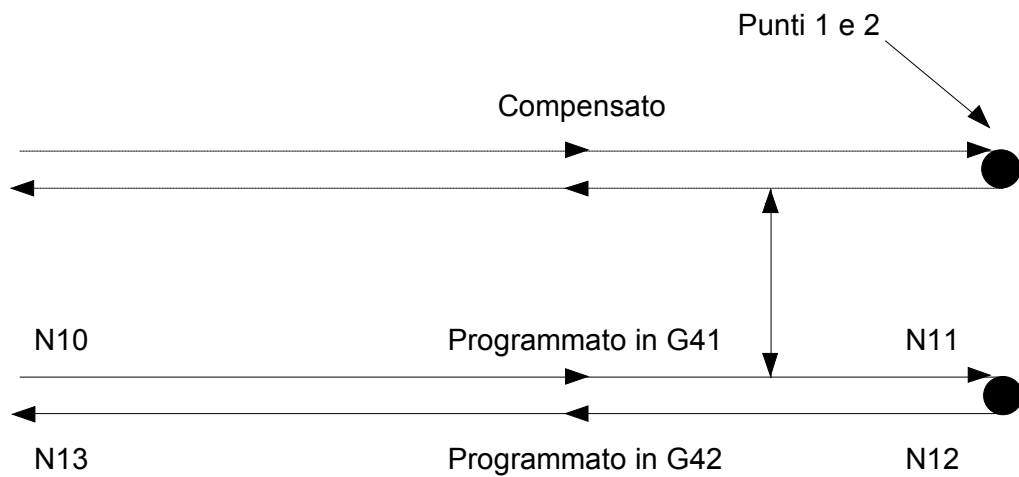 Punti 1 e 2
Compensato
N10 Programmato in G41 N11
N13 Programmato in G42 N12